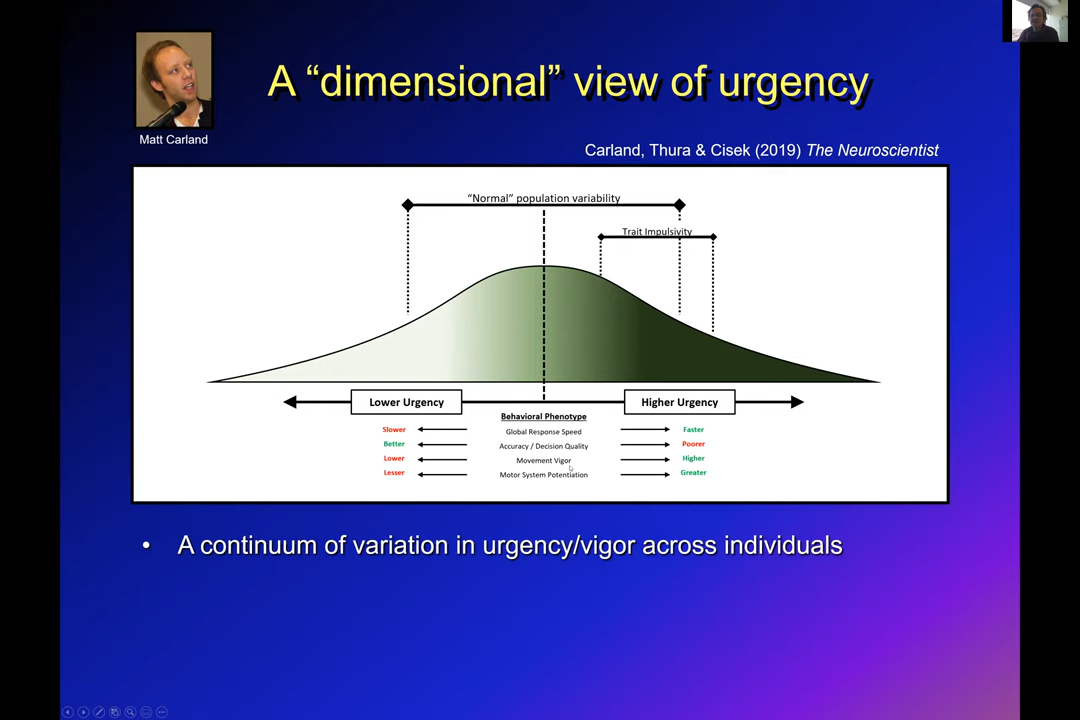 A “dimensional” view of urgency
Matt Carland
Carland, Thura & Cisek (2019) The Neuroscientist
“Normal” population variability
Trait Impulsivity
Lower Urgency
Higher Urgency
Behavioral Phenotype
Slower Global Response Speed Faster
Better Accuracy / Decision Quality Poorer
Lower Movement Vigor Higher
Lesser Motor System Potentiation Greater
• A continuum of variation in urgency/vigor across individuals